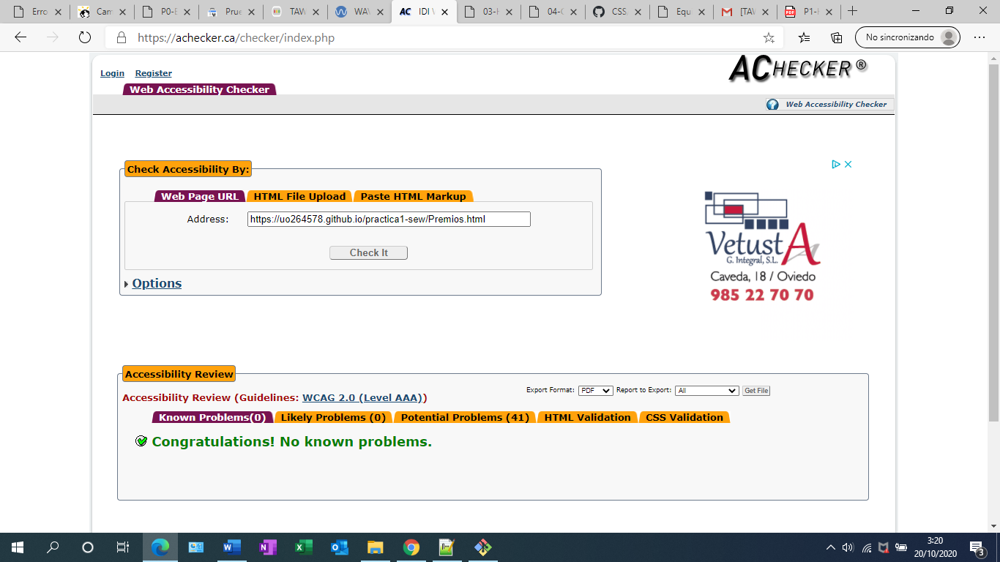 Erro
Cam
P0-E
Prue
TAW
WAV
IDI V
03-H
04-C
CSS/
Equi
[TAW
P1-I
https://achecker.ca/checker/index.php
No sincronizando
Login Register
ACHECKER ®
Web Accessibility Checker
Web Accessibility Checker
Check Accessibility By:
Web Page URL HTML File Upload Paste HTML Markup
Address: https://uo264578.github.io/practica1-sew/Premios.html
Check It
Options
VetustA
G. Integral, S.L.
Caveda, 18 / Oviedo
985 22 70 70
Accessibility Review
Export Format: PDF Report to Export: All Get File
Accessibility Review (Guidelines: WCAG 2.0 (Level AAA))
Known Problems(0) Likely Problems (0) Potential Problems (41) HTML Validation CSS Validation
Congratulations! No known problems.
3:20
20/10/2020
3